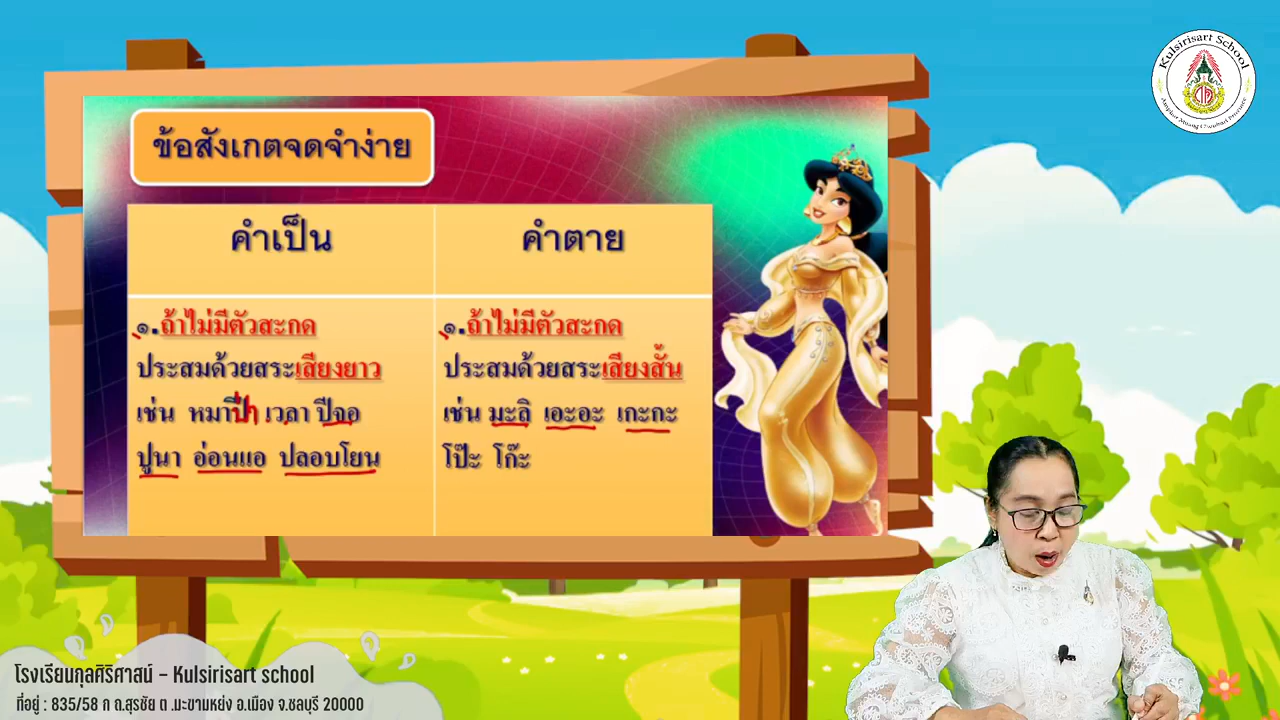 Kulsirisart School
ข้อสังเกตจดจำง่าย
คำเป็น
คำตาย
๑.ถ้าไม่มีตัวสะกด
ประสมด้วยสระเสียงยาว
เช่น หมาป่า เวลา ปีจอ
ปูนา อ่อนแอ ปลอบโยน
๑.ถ้าไม่มีตัวสะกด
ประสมด้วยสระเสียงสั้น
เช่น มะลิ เอะอะ เกะกะ
โป๊ะ โก๊ะ
โรงเรียนกุลศิริศาสน์ - Kulsirisart school
ที่อยู่ : 835/58 ก ถ.สุรชัย ต .มะขามหย่ง อ.เมือง จ.ชลบุรี 20000